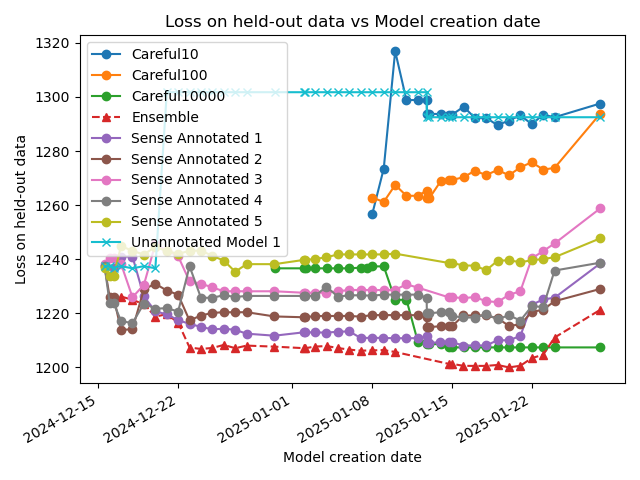 Loss on held-out data vs Model creation date
1320
1300
1280
1260
1240
1220
1200
Loss on held-out data
Careful10
Careful100
Careful10000
Ensemble
Sense Annotated 1
Sense Annotated 2
Sense Annotated 3
Sense Annotated 4
Sense Annotated 5
Unannotated Model 1
2024-12-15
2024-12-22
2025-01-01
2025-01-08
2025-01-15
2025-01-22
Model creation date